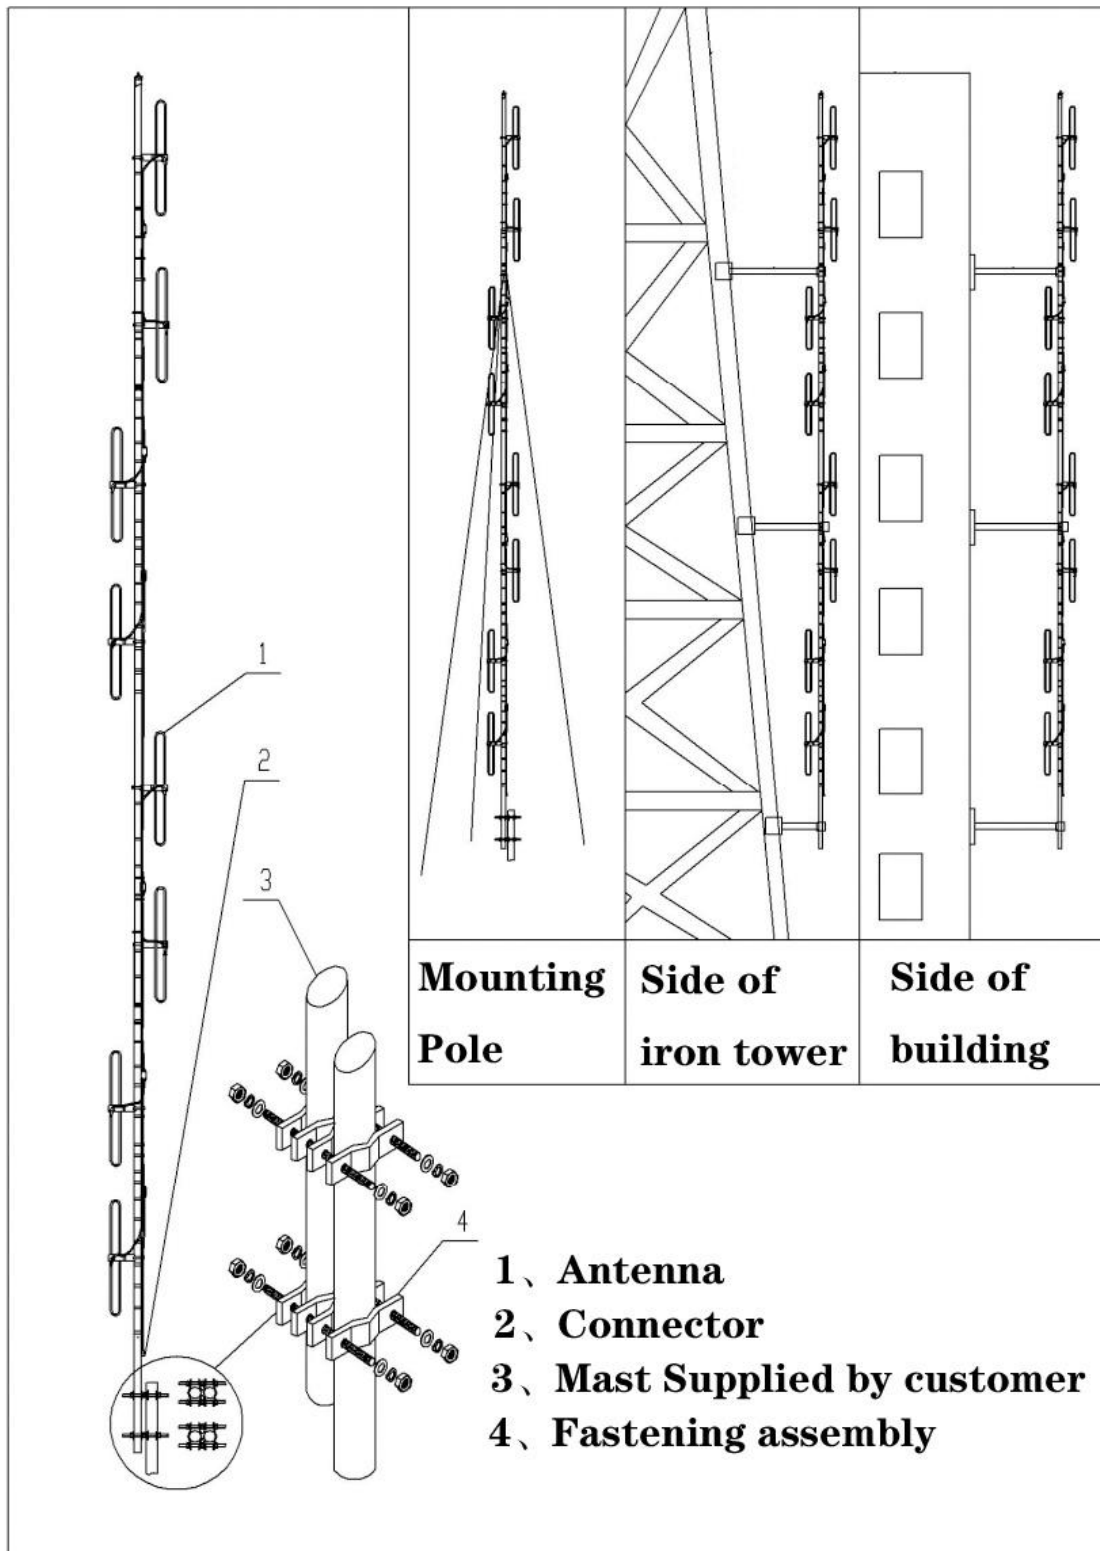 1
2
3
4
Mounting
Pole
Side of
iron tower
Side of
building
1、Antenna
2、Connector
3、Mast Supplied by customer
4、Fastening assembly